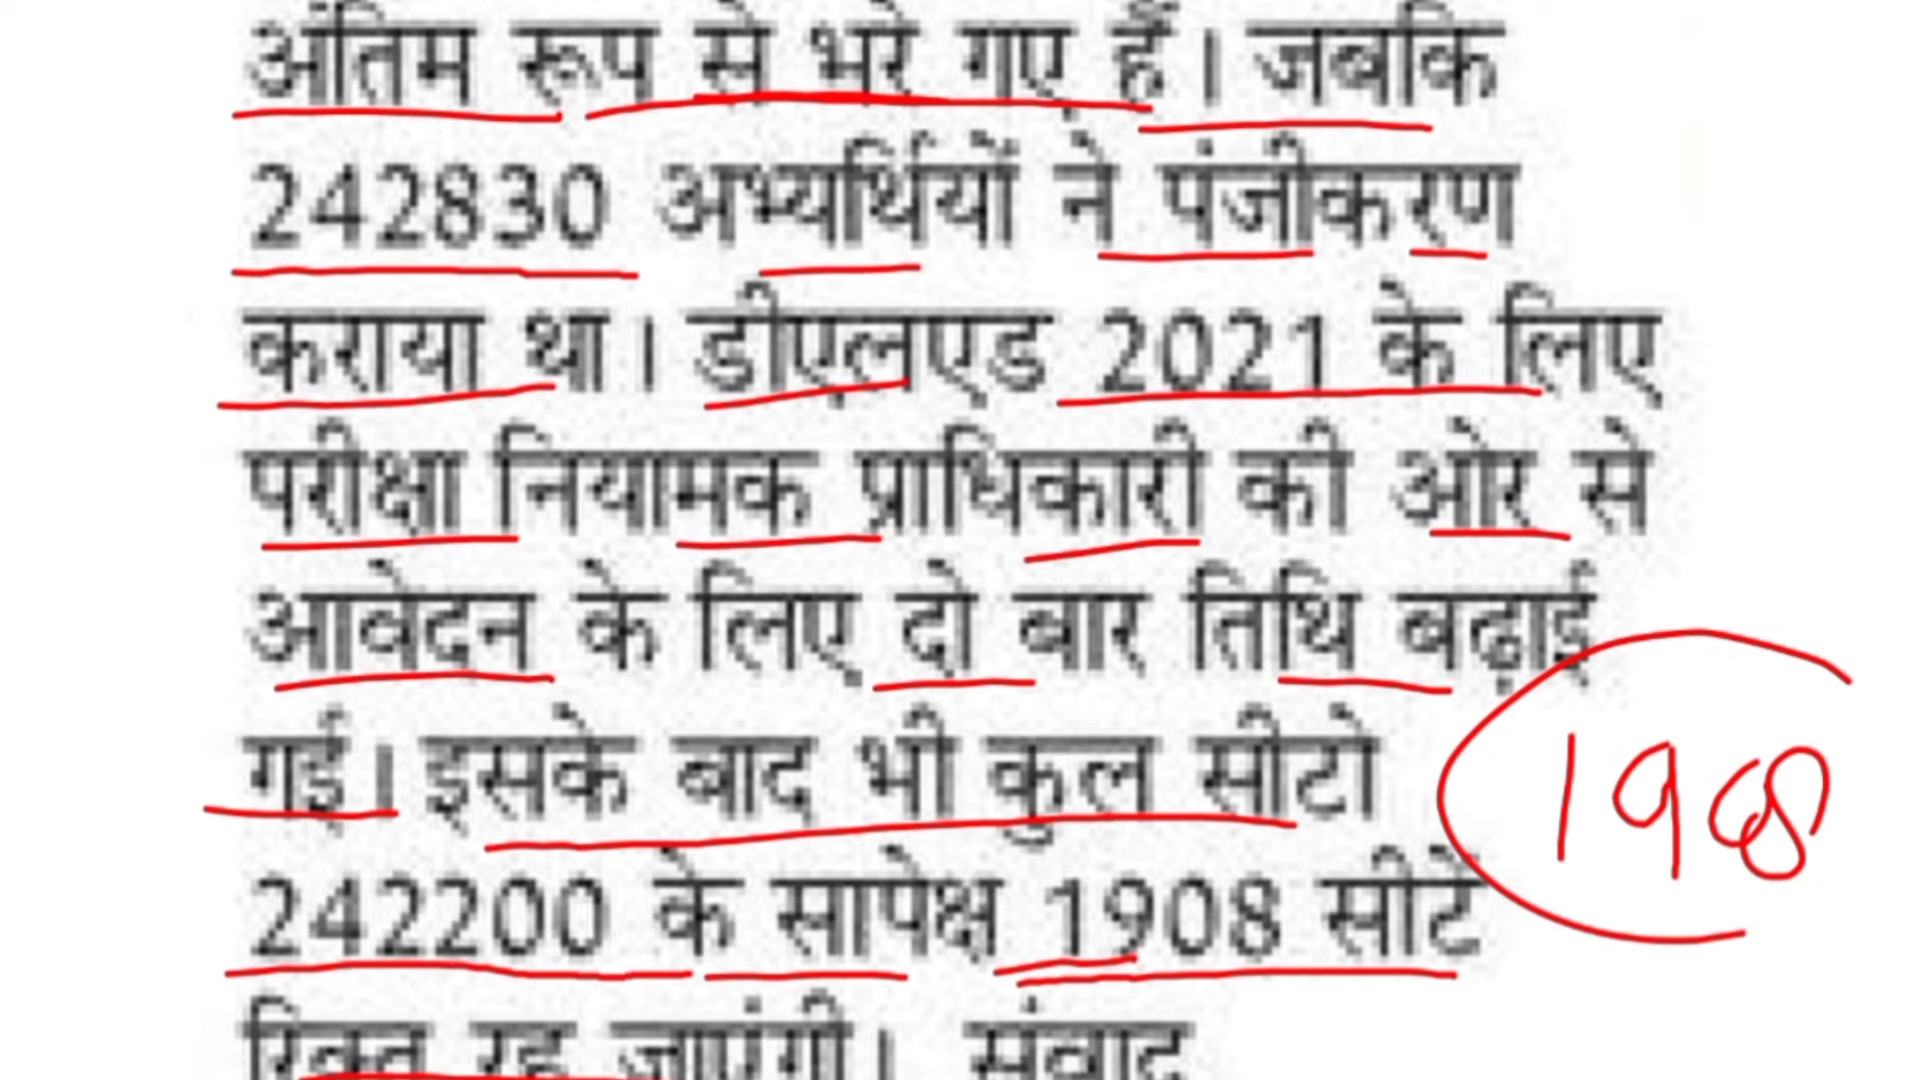 अंतिम रूप से भरे गए हैं। जबकि
242830 अभ्यर्थियों ने पंजीकरण
कराया था। डीएलएड 2021 के लिए
परीक्षा नियामक प्राधिकारी की ओर से
आवेदन के लिए दो बार तिथि बढ़ाई
गई। इसके बाद भी कुल सीटो
242200 के सापेक्ष 1908 सीटें
रिक्त रह जाएंगी। संवाद